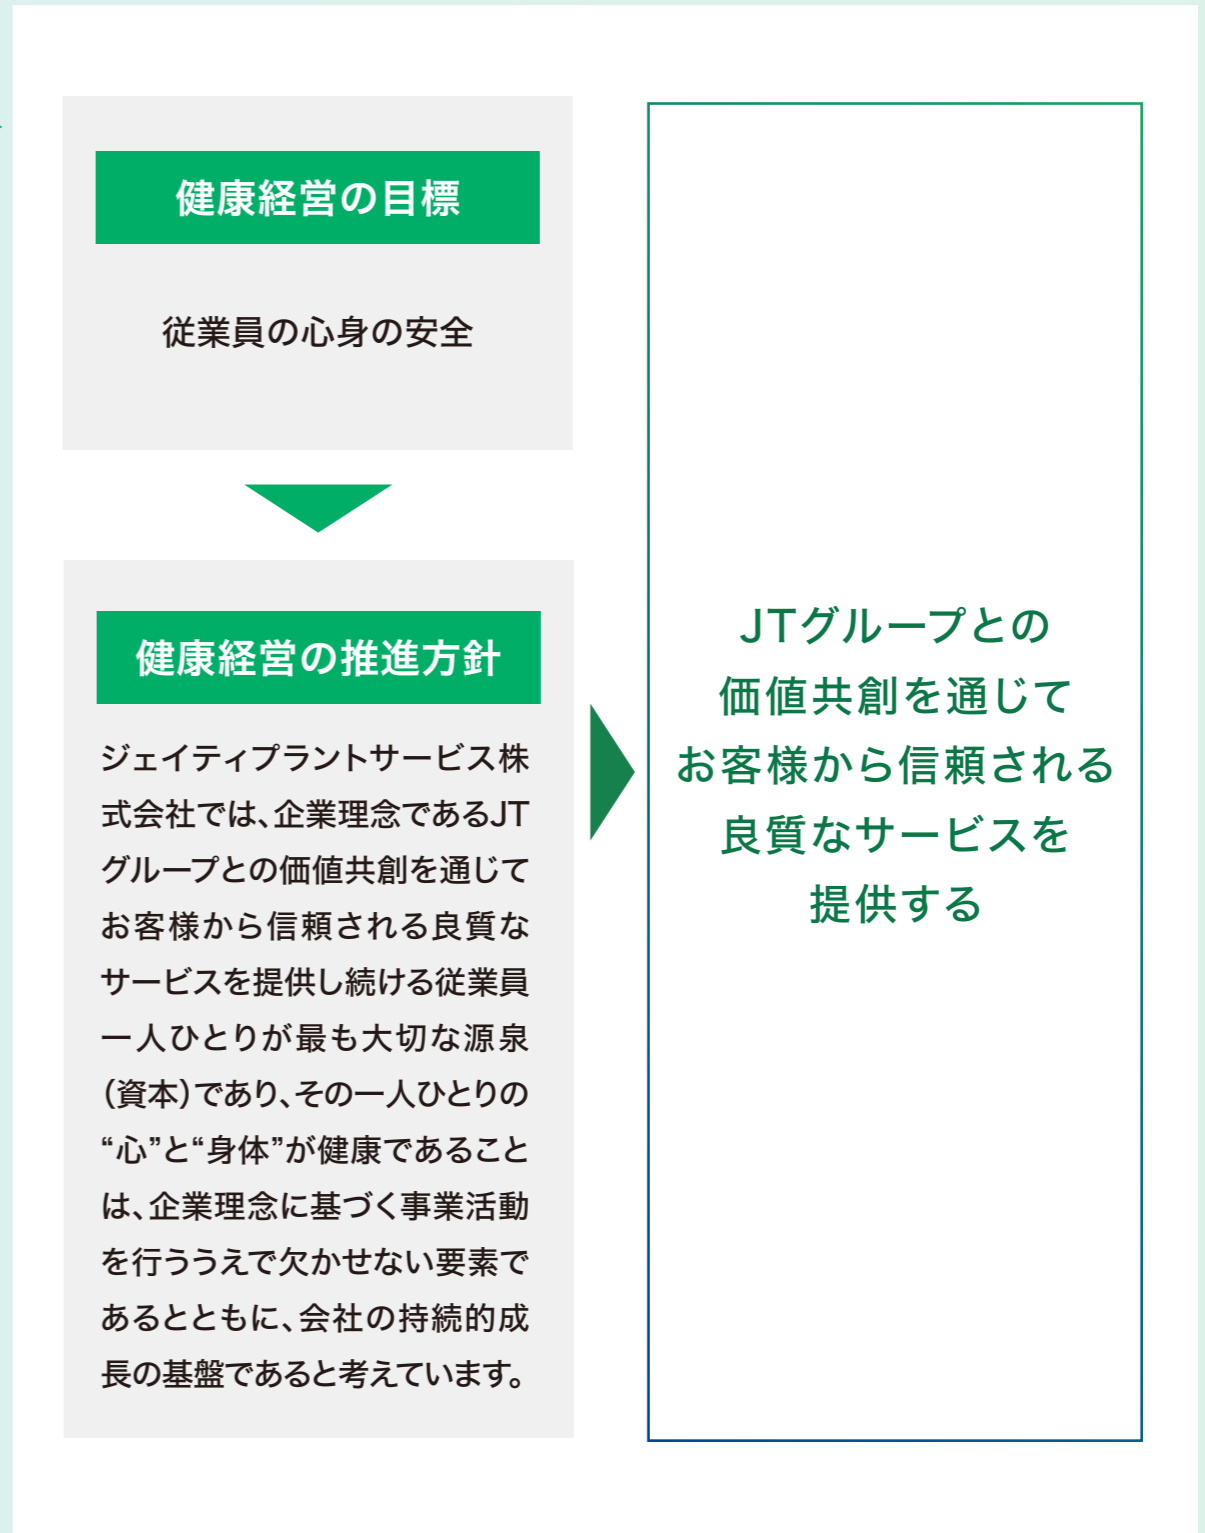 健康経営の目標
従業員の心身の安全
健康経営の推進方針
ジェイティプラントサービス株
式会社では、企業理念であるJT
グループとの価値共創を通じて
お客様から信頼される良質な
サービスを提供し続ける従業員
一人ひとりが最も大切な源泉
（資本）であり、その一人ひとりの
“心”と“身体”が健康であること
は、企業理念に基づく事業活動
を行ううえで欠かせない要素で
あるとともに、会社の持続的成
長の基盤であると考えています。
JTグループとの
価値共創を通じて
お客様から信頼される
良質なサービスを
提供する